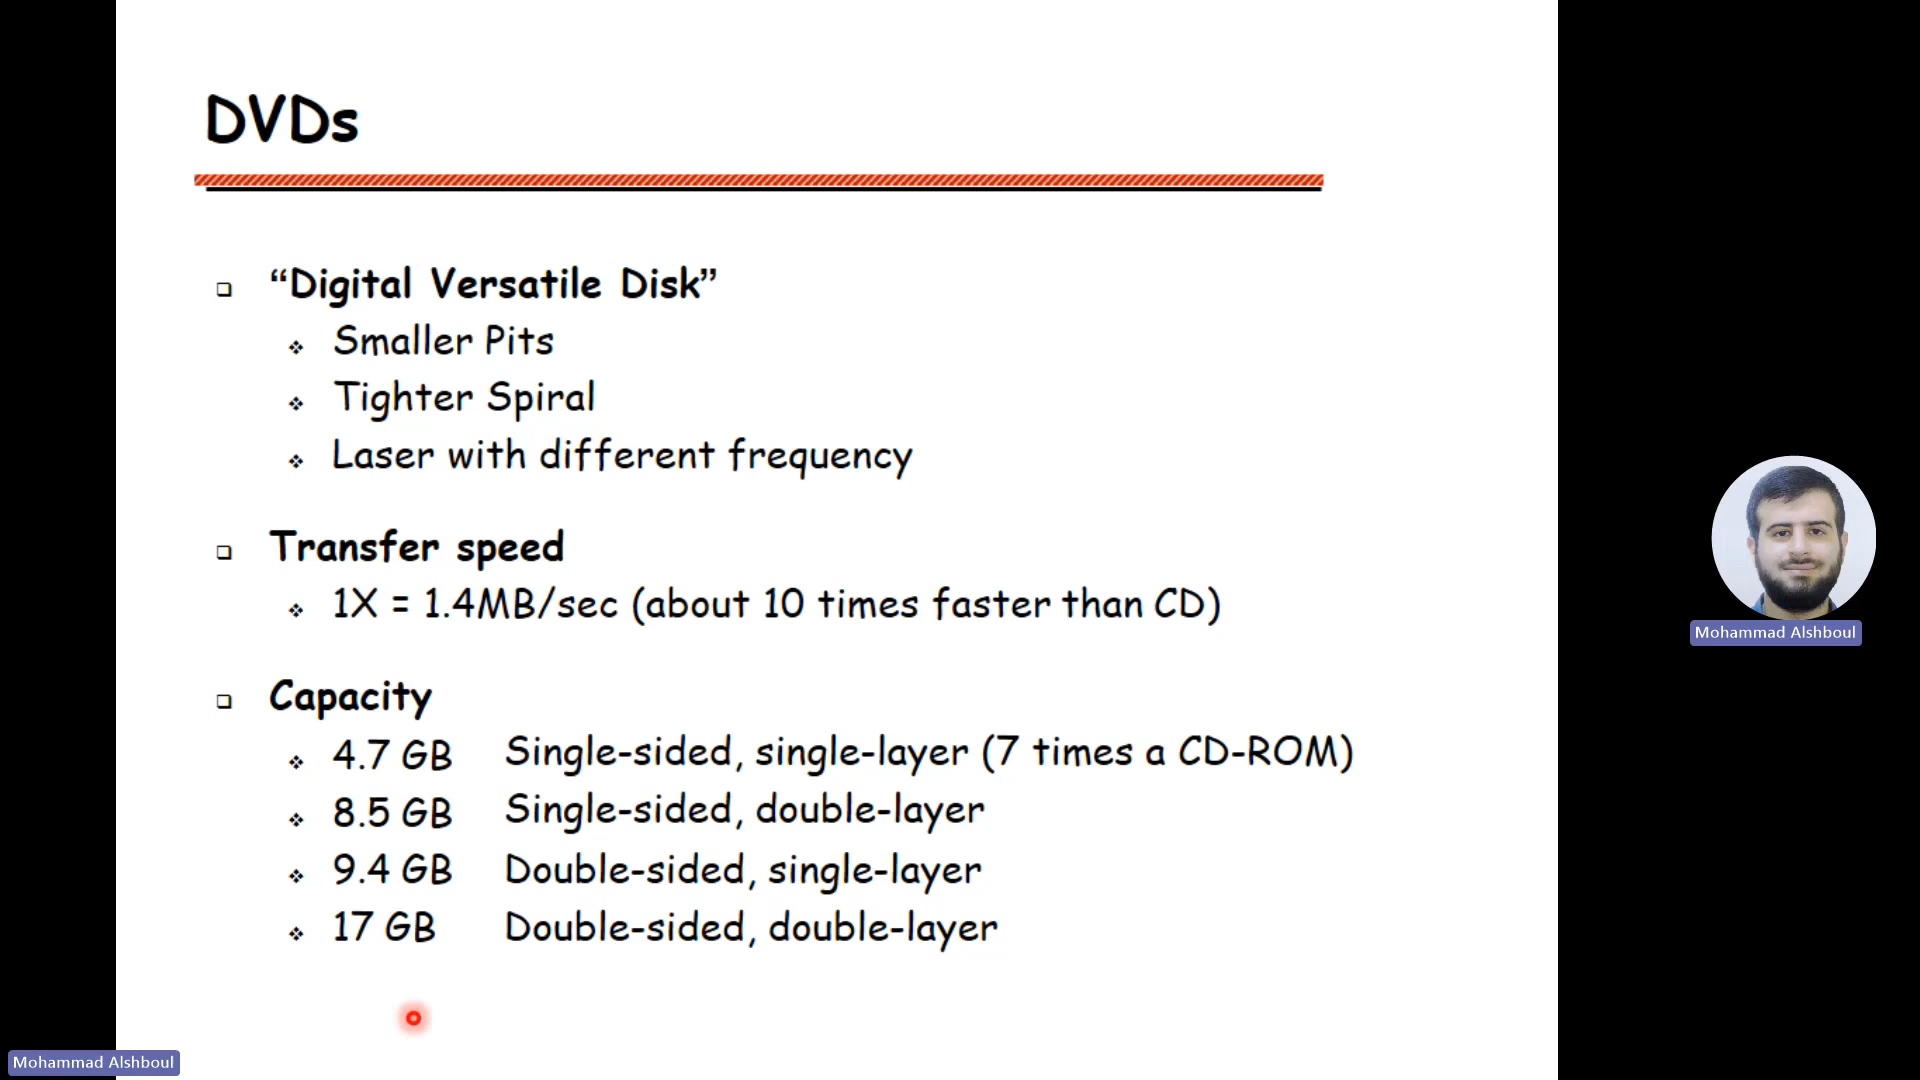 DVDs
“Digital Versatile Disk”
Smaller Pits
Tighter Spiral
Laser with different frequency
Transfer speed
1X = 1.4MB/sec (about 10 times faster than CD)
Capacity
4.7 GB Single-sided, single-layer (7 times a CD-ROM)
8.5 GB Single-sided, double-layer
9.4 GB Double-sided, single-layer
17 GB Double-sided, double-layer
Mohammad Alshboul
Mohammad Alshboul